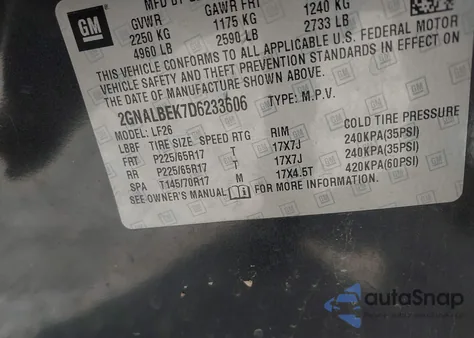 MFD BY
GM
GVWR GAWR FRT
2250 KG 1175 KG 1240 KG
4960 LB 2590 LB 2733 LB
THIS VEHICLE CONFORMS TO ALL APPLICABLE U.S. FEDERAL MOTOR
VEHICLE SAFETY AND THEFT PREVENTION STANDARDS IN EFFECT ON
THE DATE OF MANUFACTURE SHOWN ABOVE.
2GNALBEK7D6233606 TYPE: M.P.V.
MODEL: LF26
LBBF TIRE SIZE SPEED RTG RIM COLD TIRE PRESSURE
FRT P225/65R17 T 17X7J 240KPA(35PSI)
RR P225/65R17 T 17X7J 240KPA(35PSI)
SPA T145/70R17 M 17X4.5T 420KPA(60PSI)
SEE OWNER'S MANUAL FOR MORE INFORMATION
autoSnap